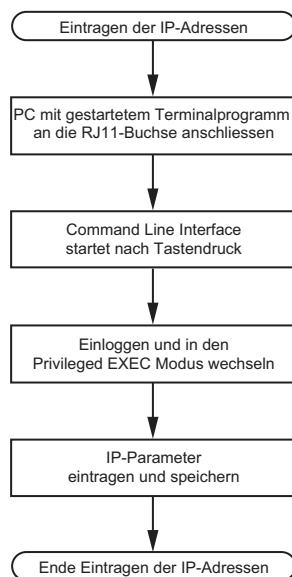 Eintragen der IP-Adressen
PC mit gestartetem Terminalprogramm
an die RJ11-Buchse anschliessen
Command Line Interface
startet nach Tastendruck
Einloggen und in den
Privileged EXEC Modus wechseln
IP-Parameter
eintragen und speichern
Ende Eintragen der IP-Adressen